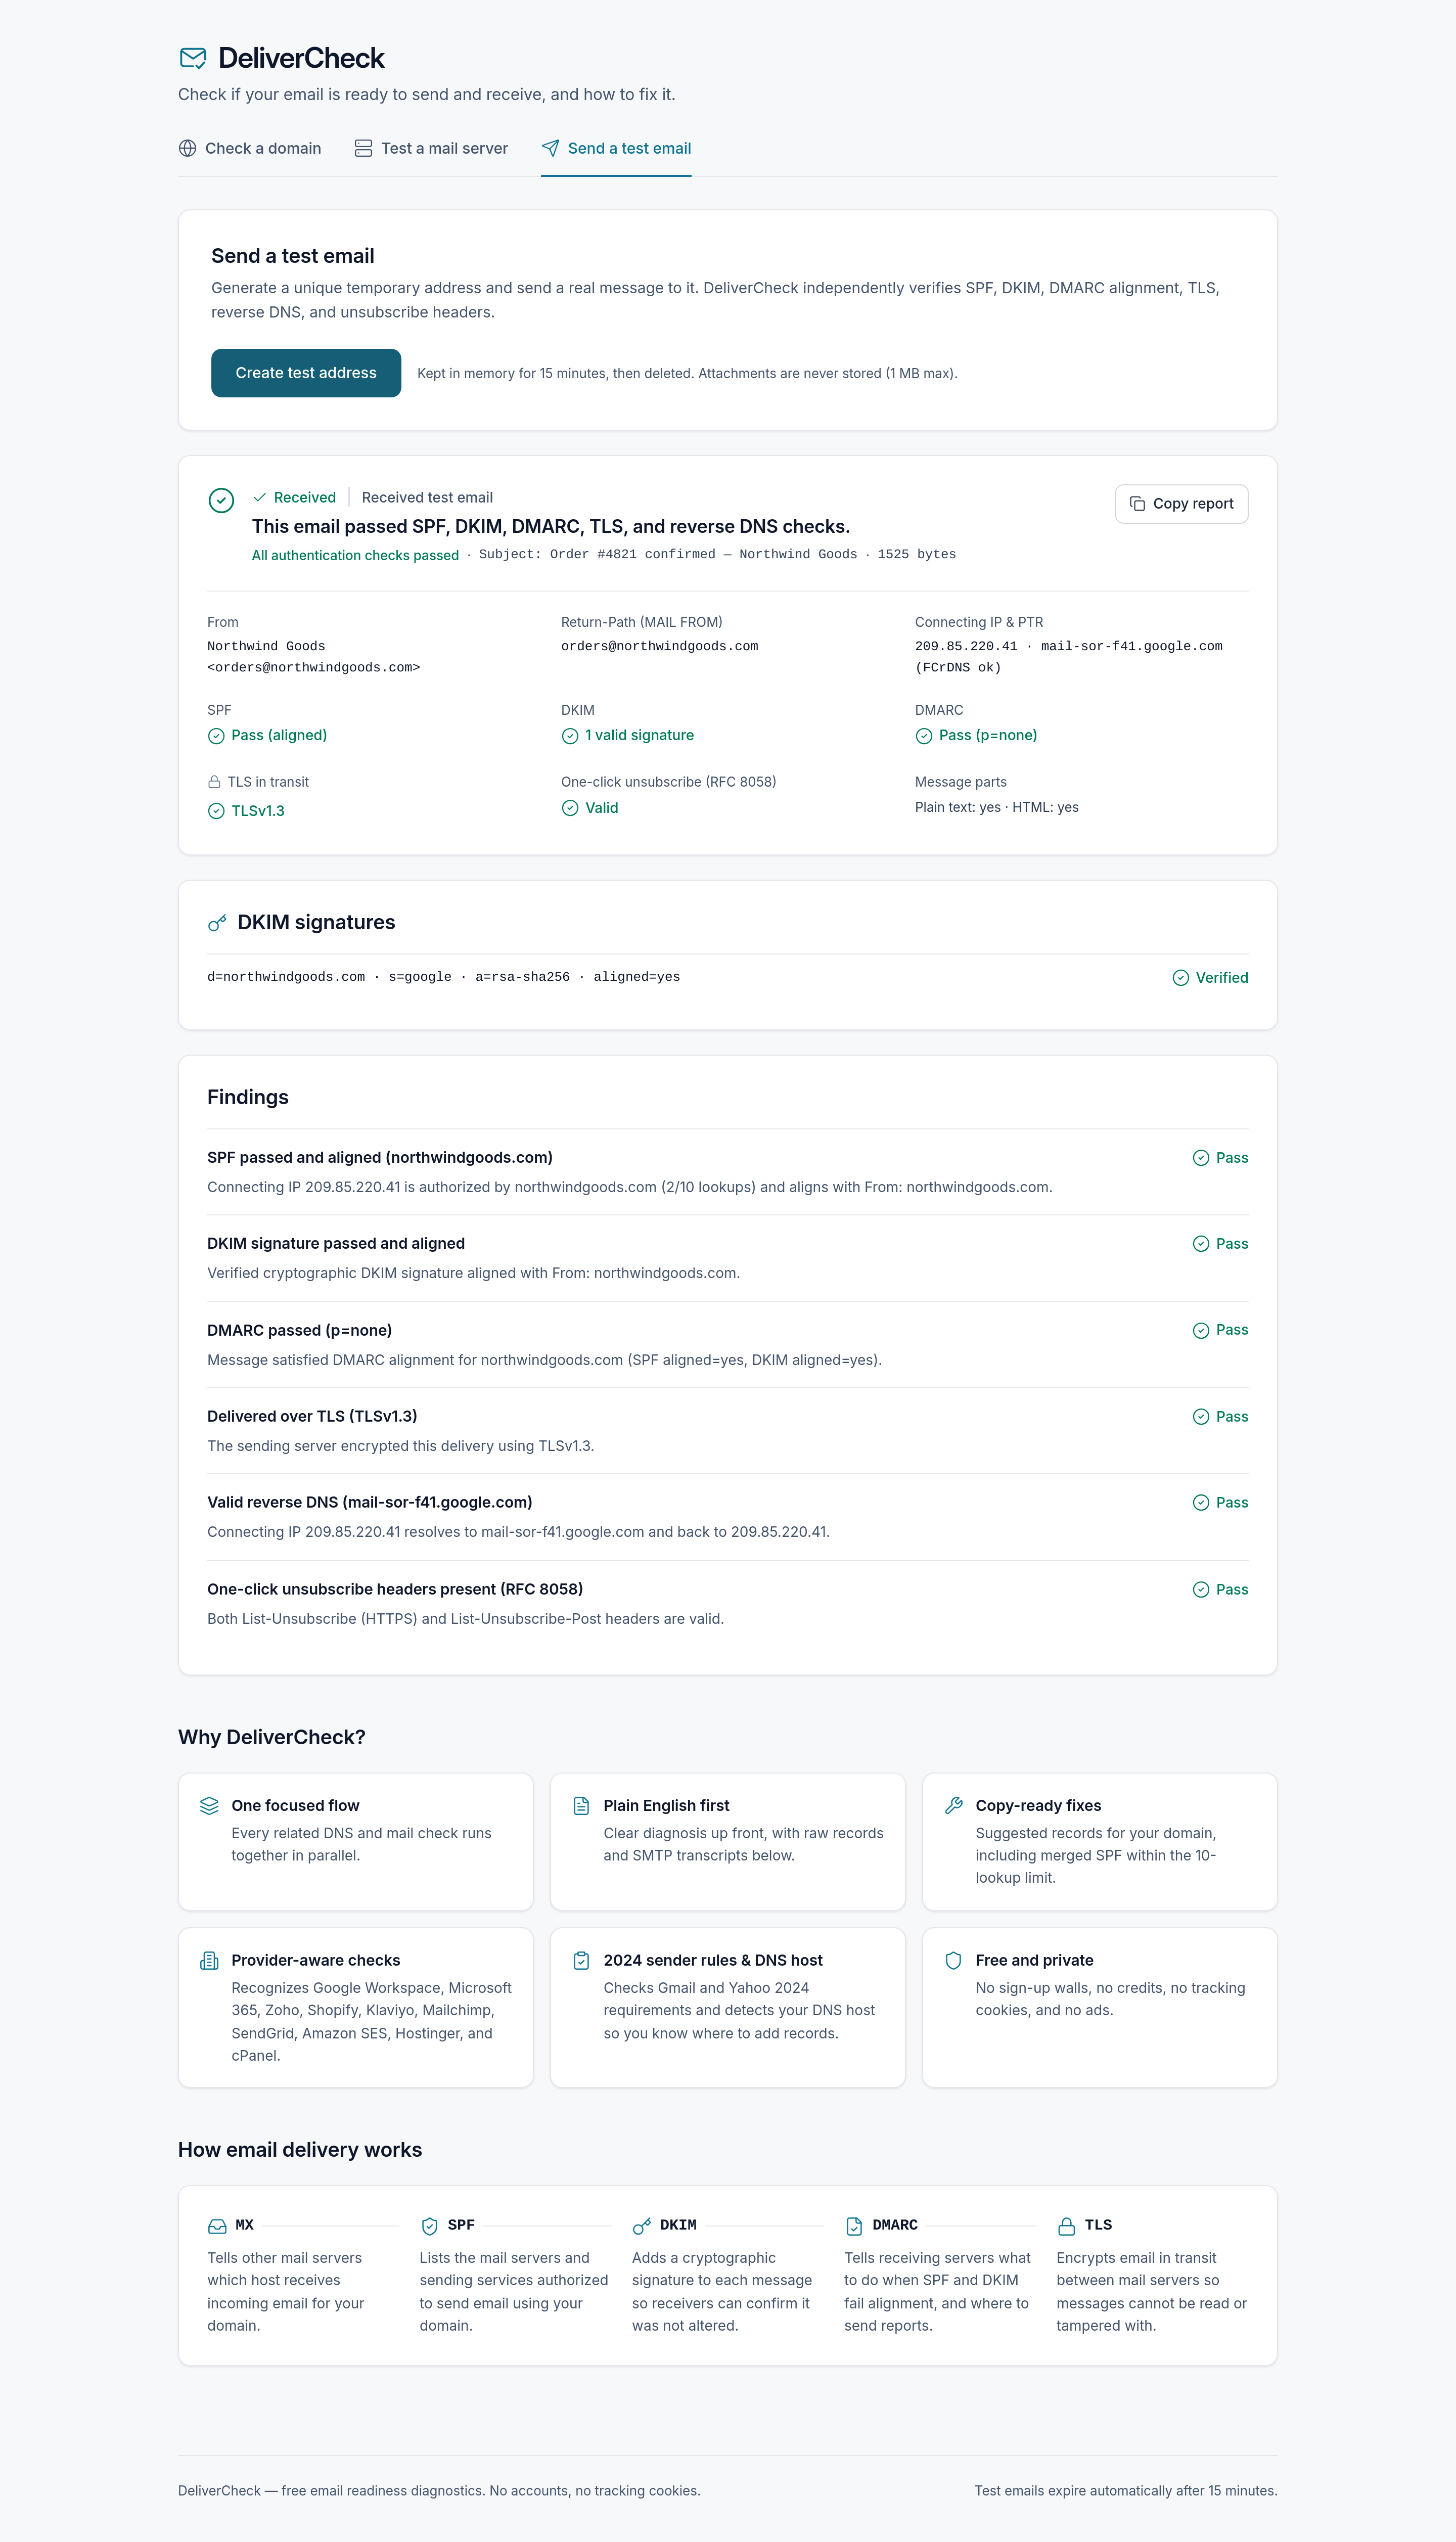 DeliverCheck
Check if your email is ready to send and receive, and how to fix it.
Check a domain
Test a mail server
Send a test email
Send a test email
Generate a unique temporary address and send a real message to it. DeliverCheck independently verifies SPF, DKIM, DMARC alignment, TLS,
reverse DNS, and unsubscribe headers.
Create test address
Kept in memory for 15 minutes, then deleted. Attachments are never stored (1 MB max).
Received
Received test email
Copy report
This email passed SPF, DKIM, DMARC, TLS, and reverse DNS checks.
All authentication checks passed · Subject: Order #4821 confirmed — Northwind Goods · 1525 bytes
From
Northwind Goods
<orders@northwindgoods.com>
Return-Path (MAIL FROM)
orders@northwindgoods.com
Connecting IP & PTR
209.85.220.41 · mail-sor-f41.google.com
(FCrDNS ok)
SPF
Pass (aligned)
DKIM
1 valid signature
DMARC
Pass (p=none)
TLS in transit
TLSv1.3
One-click unsubscribe (RFC 8058)
Valid
Message parts
Plain text: yes · HTML: yes
DKIM signatures
d=northwindgoods.com · s=google · a=rsa-sha256 · aligned=yes
Verified
Findings
SPF passed and aligned (northwindgoods.com)
Pass
Connecting IP 209.85.220.41 is authorized by northwindgoods.com (2/10 lookups) and aligns with From: northwindgoods.com.
DKIM signature passed and aligned
Pass
Verified cryptographic DKIM signature aligned with From: northwindgoods.com.
DMARC passed (p=none)
Pass
Message satisfied DMARC alignment for northwindgoods.com (SPF aligned=yes, DKIM aligned=yes).
Delivered over TLS (TLSv1.3)
Pass
The sending server encrypted this delivery using TLSv1.3.
Valid reverse DNS (mail-sor-f41.google.com)
Pass
Connecting IP 209.85.220.41 resolves to mail-sor-f41.google.com and back to 209.85.220.41.
One-click unsubscribe headers present (RFC 8058)
Pass
Both List-Unsubscribe (HTTPS) and List-Unsubscribe-Post headers are valid.
Why DeliverCheck?
One focused flow
Every related DNS and mail check runs
together in parallel.
Plain English first
Clear diagnosis up front, with raw records
and SMTP transcripts below.
Copy-ready fixes
Suggested records for your domain,
including merged SPF within the 10-
lookup limit.
Provider-aware checks
Recognizes Google Workspace, Microsoft
365, Zoho, Shopify, Klaviyo, Mailchimp,
SendGrid, Amazon SES, Hostinger, and
cPanel.
2024 sender rules & DNS host
Checks Gmail and Yahoo 2024
requirements and detects your DNS host
so you know where to add records.
Free and private
No sign-up walls, no credits, no tracking
cookies, and no ads.
How email delivery works
MX
Tells other mail servers
which host receives
incoming email for your
domain.
SPF
Lists the mail servers and
sending services authorized
to send email using your
domain.
DKIM
Adds a cryptographic
signature to each message
so receivers can confirm it
was not altered.
DMARC
Tells receiving servers what
to do when SPF and DKIM
fail alignment, and where to
send reports.
TLS
Encrypts email in transit
between mail servers so
messages cannot be read or
tampered with.
DeliverCheck — free email readiness diagnostics. No accounts, no tracking cookies.
Test emails expire automatically after 15 minutes.